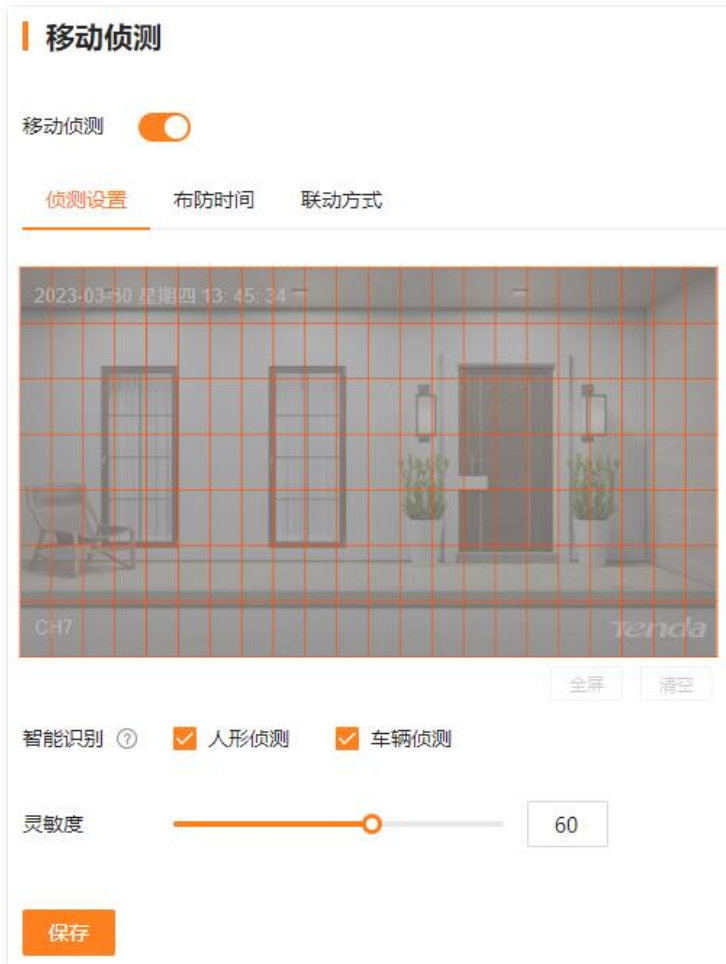 移动侦测
移动侦测
侦测设置 布防时间 联动方式
2023-03-30 星期四 13: 45: 34
CH7 Tenda
全屏 清空
智能识别 ? 人形侦测 车辆侦测
灵敏度 60
保存